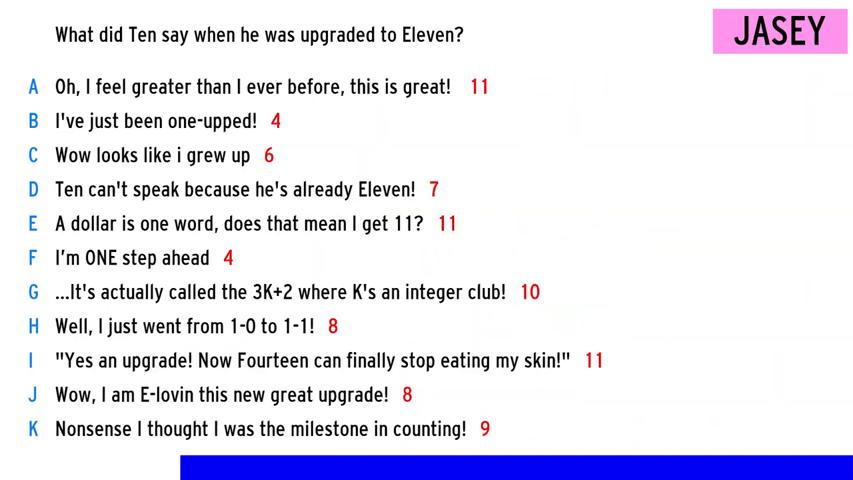 What did Ten say when he was upgraded to Eleven?
JASEY
A Oh, I feel greater than I ever before, this is great! 11
B I've just been one-upped! 4
C Wow looks like i grew up 6
D Ten can't speak because he's already Eleven! 7
E A dollar is one word, does that mean I get 11? 11
F I'm ONE step ahead 4
G ...It's actually called the 3K+2 where K's an integer club! 10
H Well, I just went from 1-0 to 1-1! 8
I "Yes an upgrade! Now Fourteen can finally stop eating my skin!" 11
J Wow, I am E-lovin this new great upgrade! 8
K Nonsense I thought I was the milestone in counting! 9